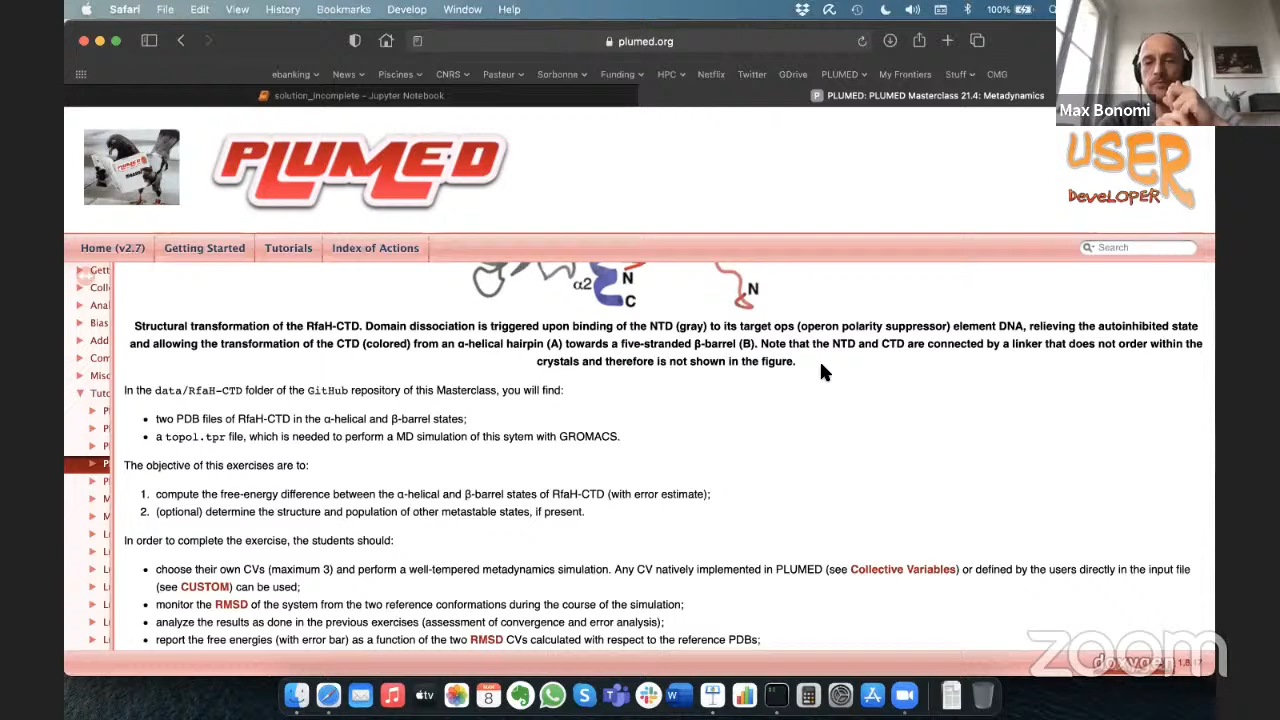 Safari File Edit View History Bookmarks Develop Window Help 100%
plumed.org
ebanking News Piscines CNRS Pasteur Sorbonne Funding HPC Netflix Twitter GDrive PLUMED My Frontiers Stuff CMG
solution_incomplete – Jupyter Notebook
PLUMED: PLUMED Masterclass 21.4: Metadynamics
Max Bonomi
PLUMED
USER
DEVELOPER
Home (v2.7) Getting Started Tutorials Index of Actions Search
Gett
Colle
Ana
Bias
Add
Com
Misc
Tuto
α2 N
C
N
Structural transformation of the RfaH-CTD. Domain dissociation is triggered upon binding of the NTD (gray) to its target ops (operon polarity suppressor) element DNA, relieving the autoinhibited state
and allowing the transformation of the CTD (colored) from an α-helical hairpin (A) towards a five-stranded β-barrel (B). Note that the NTD and CTD are connected by a linker that does not order within the
crystals and therefore is not shown in the figure.
In the data/RfaH-CTD folder of the GitHub repository of this Masterclass, you will find:
• two PDB files of RfaH-CTD in the α-helical and β-barrel states;
• a topol.tpr file, which is needed to perform a MD simulation of this sytem with GROMACS.
The objective of this exercises are to:
1. compute the free-energy difference between the α-helical and β-barrel states of RfaH-CTD (with error estimate);
2. (optional) determine the structure and population of other metastable states, if present.
In order to complete the exercise, the students should:
• choose their own CVs (maximum 3) and perform a well-tempered metadynamics simulation. Any CV natively implemented in PLUMED (see Collective Variables) or defined by the users directly in the input file
(see CUSTOM) can be used;
• monitor the RMSD of the system from the two reference conformations during the course of the simulation;
• analyze the results as done in the previous exercises (assessment of convergence and error analysis);
• report the free energies (with error bar) as a function of the two RMSD CVs calculated with respect to the reference PDBs;
zoom
doxygen 1.8.17
tv
8